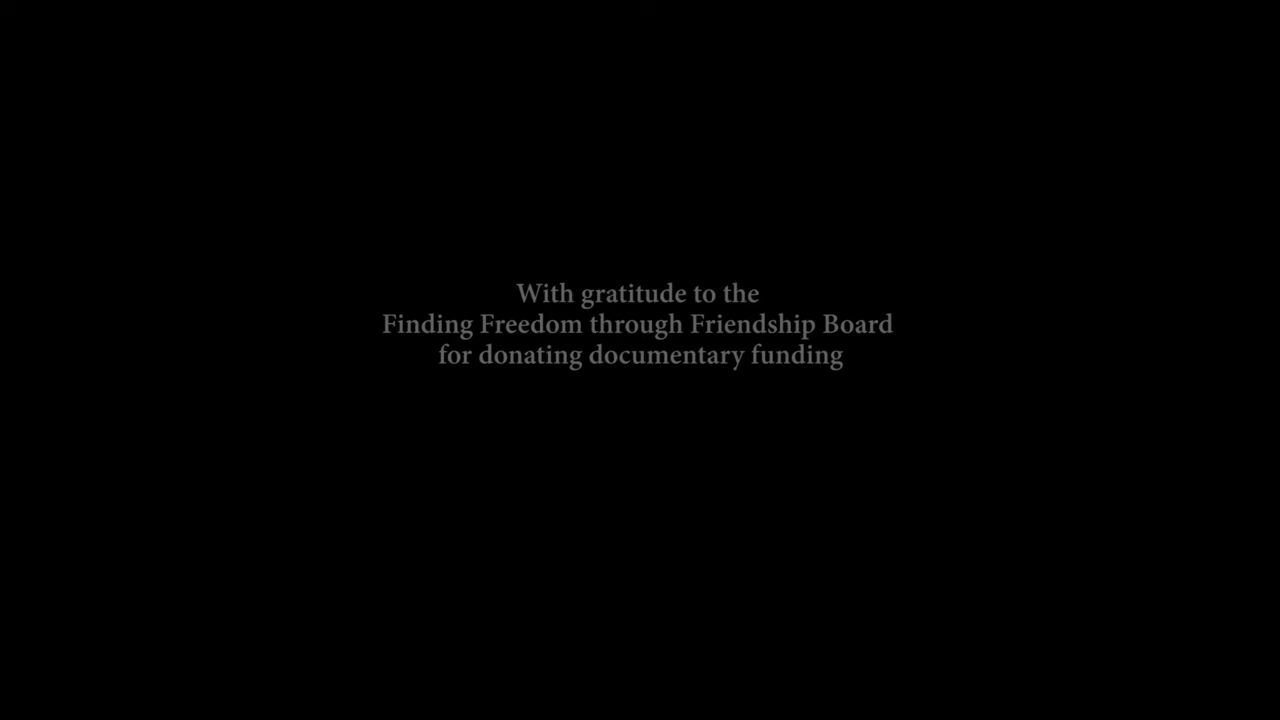 With gratitude to the
Finding Freedom through Friendship Board
for donating documentary funding